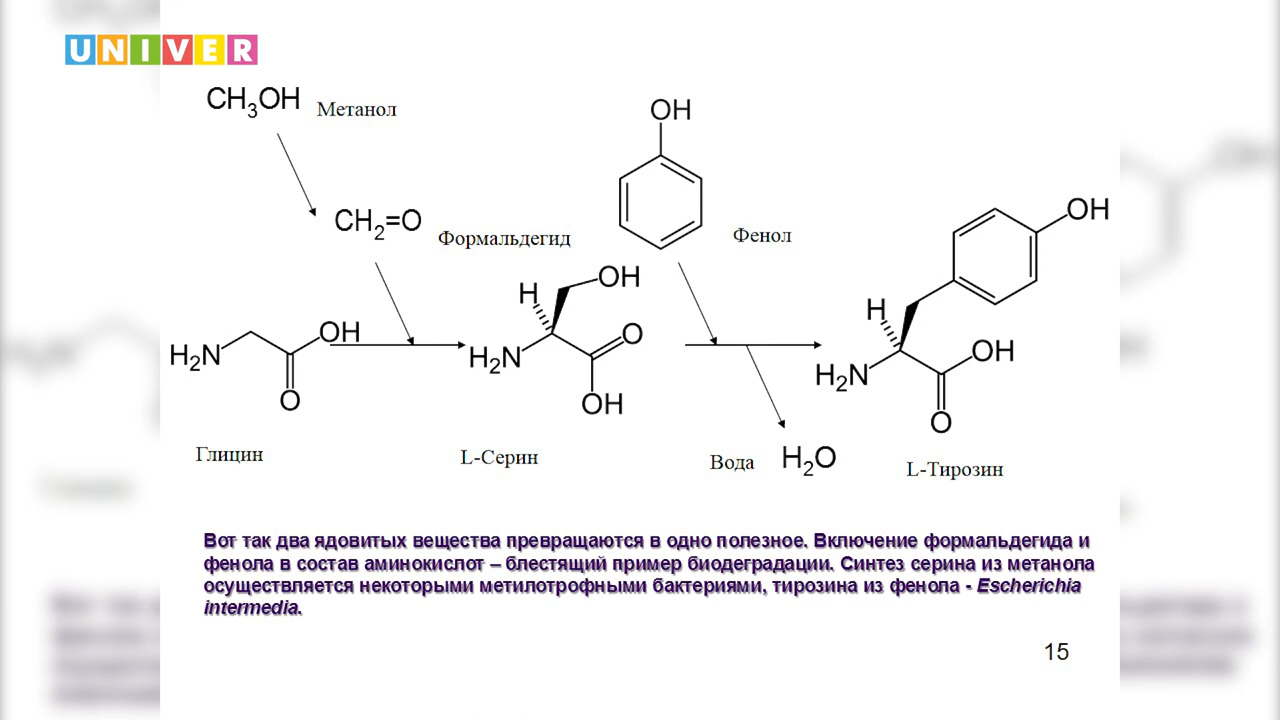 UNIVER
CH3OH Метанол
OH
CH2=O Формальдегид
Фенол
OH
H OH
H
H2N OH O
H2N O OH
H2N OH O
Глицин
L-Серин
Вода H2O
L-Тирозин
Вот так два ядовитых вещества превращаются в одно полезное. Включение формальдегида и
фенола в состав аминокислот – блестящий пример биодеградации. Синтез серина из метанола
осуществляется некоторыми метилотрофными бактериями, тирозина из фенола - Escherichia
intermedia.
15